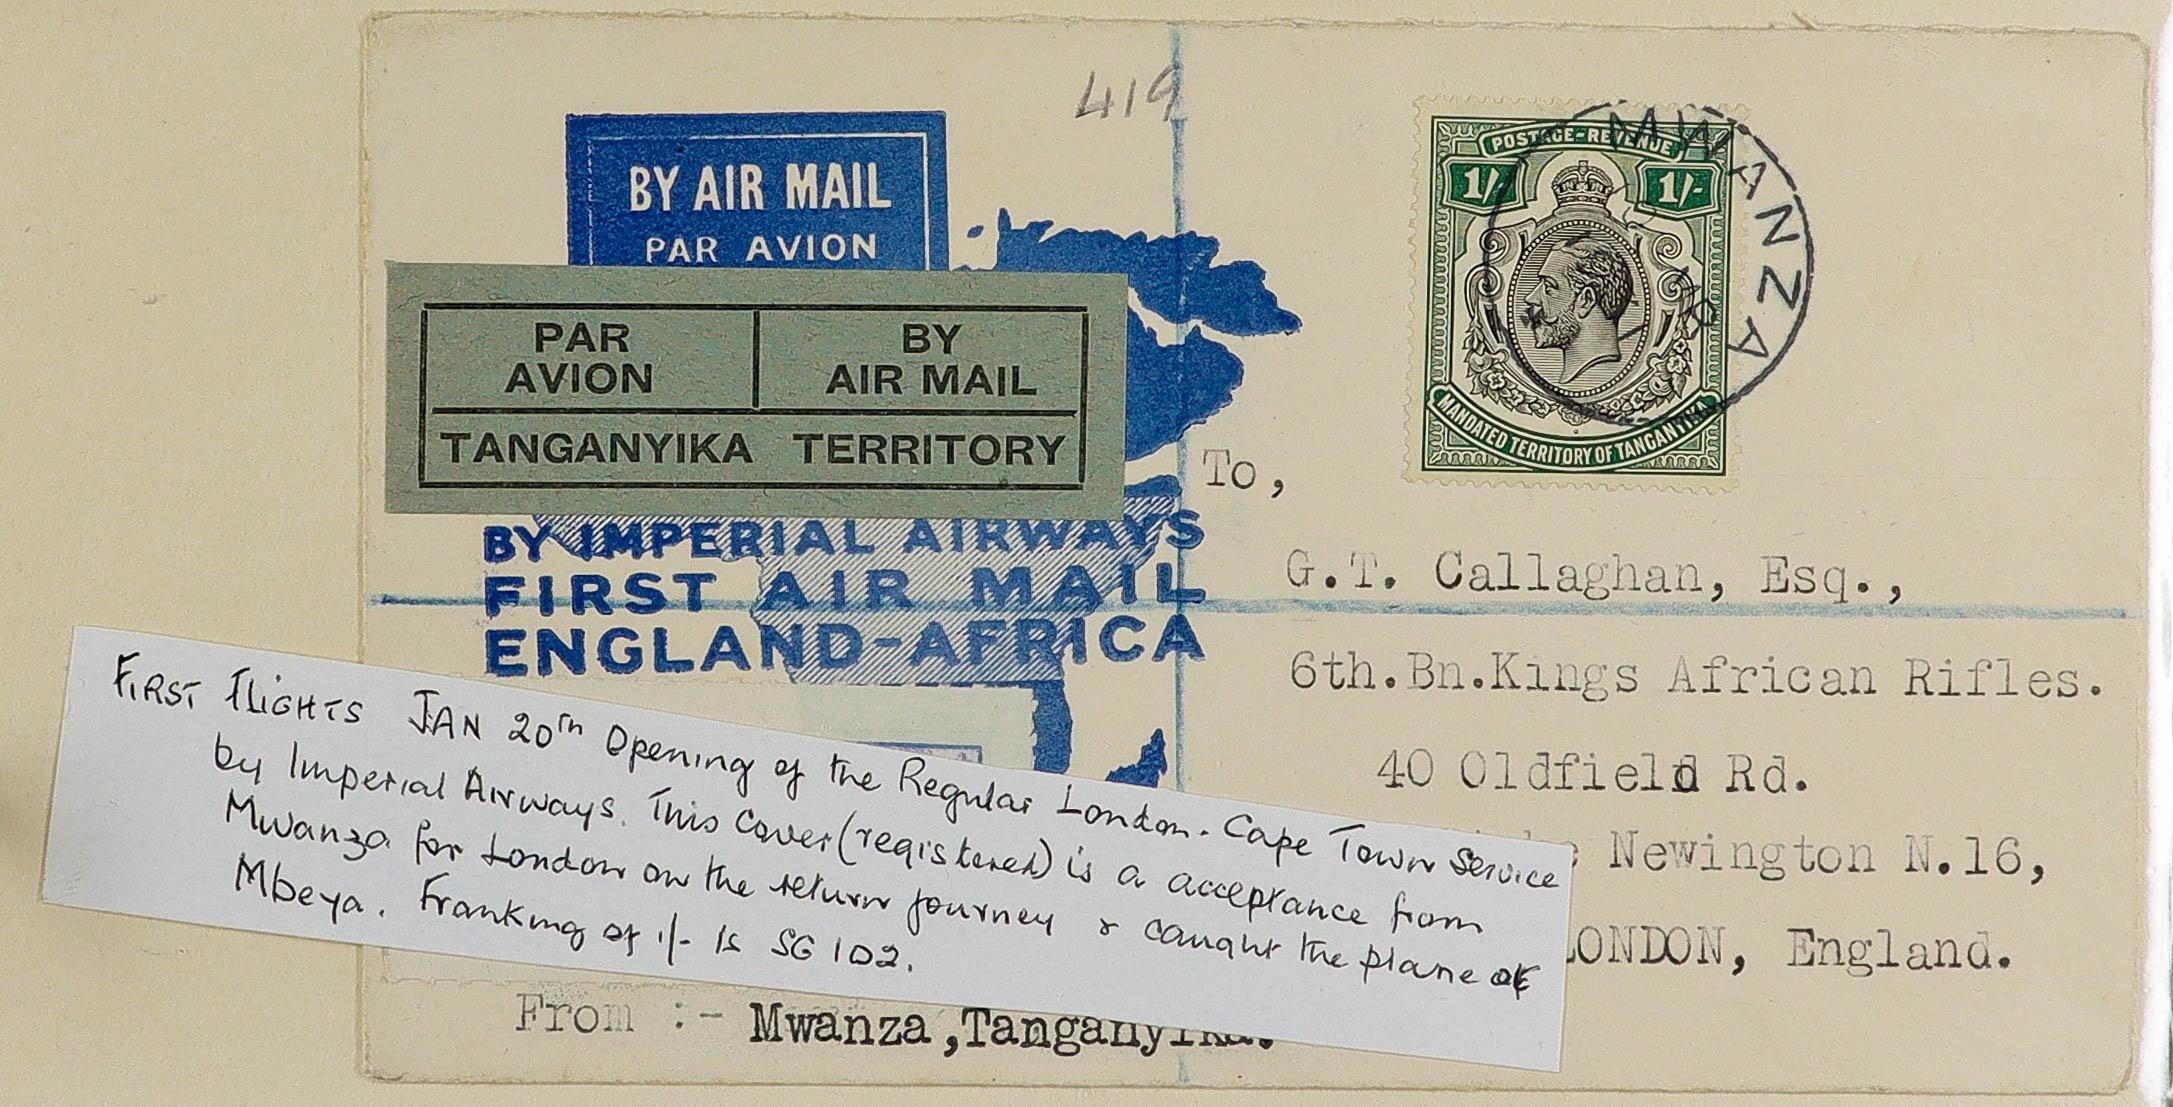 419
BY AIR MAIL
PAR AVION
POSTAGE-REVENUE
1/- 1/-
MANDATED TERRITORY OF TANGANYIKA
MWANZA
PAR AVION
BY AIR MAIL
TANGANYIKA TERRITORY
BY IMPERIAL AIRWAYS
FIRST AIR MAIL
ENGLAND-AFRICA
To,
G.T. Callaghan, Esq.,
6th.Bn.Kings African Rifles.
40 Oldfield Rd.
Newington N.16,
LONDON, England.
FIRST FLIGHTS JAN 20th Opening of the Regular London-Cape Town Service
by Imperial Airways. This Cover (registered) is a acceptance from
Mwanza for London on the return journey & caught the plane at
Mbeya. Franking of 1/- is SG 102.
From :- Mwanza,Tanganyika.